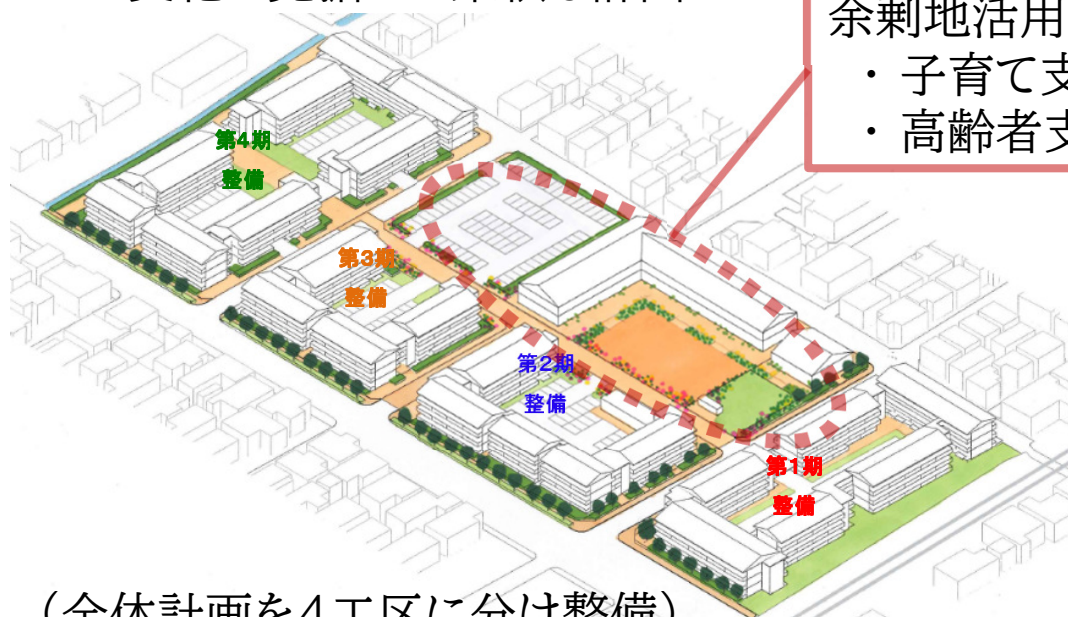 余剰地活用
・子育て支
・高齢者支
第4期
整備
第3期
整備
第2期
整備
第1期
整備
(全体計画を4工区に分け整備)